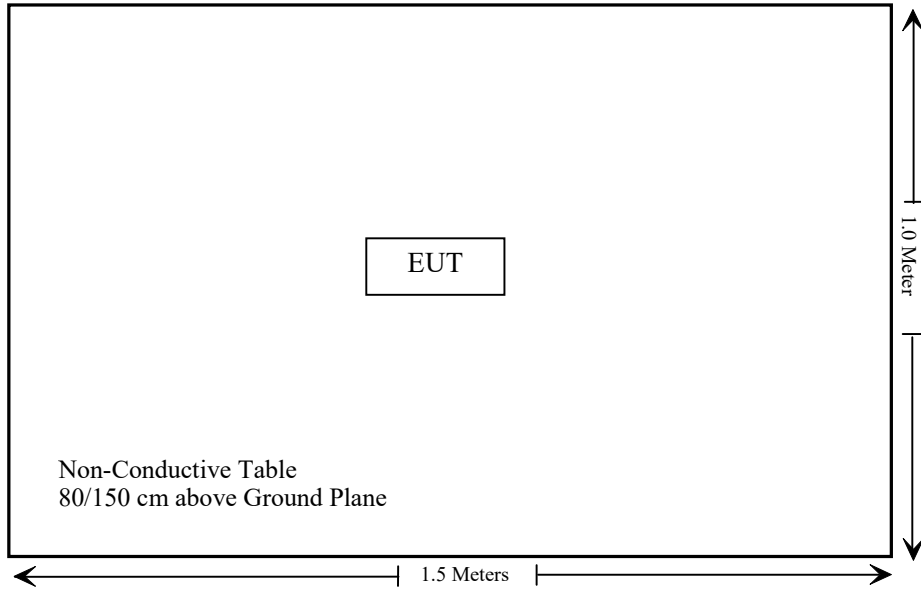 EUT
1.0 Meter
Non-Conductive Table
80/150 cm above Ground Plane
1.5 Meters